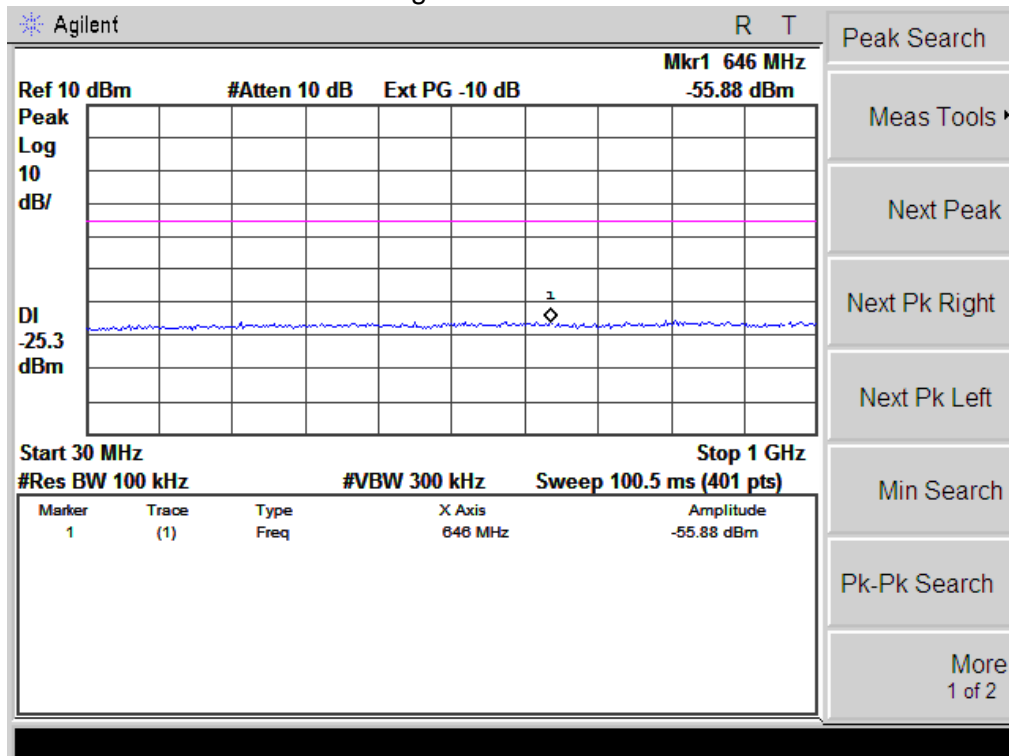 Agilent R T
Mkr1 646 MHz
Ref 10 dBm #Atten 10 dB Ext PG -10 dB -55.88 dBm
Peak
Log
10
dB/
1
DI
-25.3
dBm
Start 30 MHz Stop 1 GHz
#Res BW 100 kHz #VBW 300 kHz Sweep 100.5 ms (401 pts)
Marker Trace Type X Axis Amplitude
1 (1) Freq 646 MHz -55.88 dBm
Peak Search
Meas Tools
Next Peak
Next Pk Right
Next Pk Left
Min Search
Pk-Pk Search
More
1 of 2